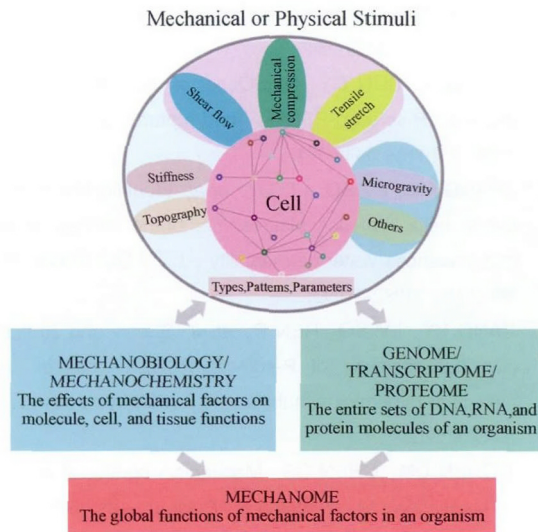 Mechanical or Physical Stimuli
Shear flow
Mechanical
compression
Tensile
stretch
Stiffness
Topography
Cell
Microgravity
Others
Types,Pattems,Parameters
MECHANOBIOLOGY/
MECHANOCHEMISTRY
The effects of mechanical factors on
molecule, cell, and tissue functions
GENOME/
TRANSCRIPTOME/
PROTEOME
The entire sets of DNA,RNA,and
protein molecules of an organism
MECHANOME
The global functions of mechanical factors in an organism